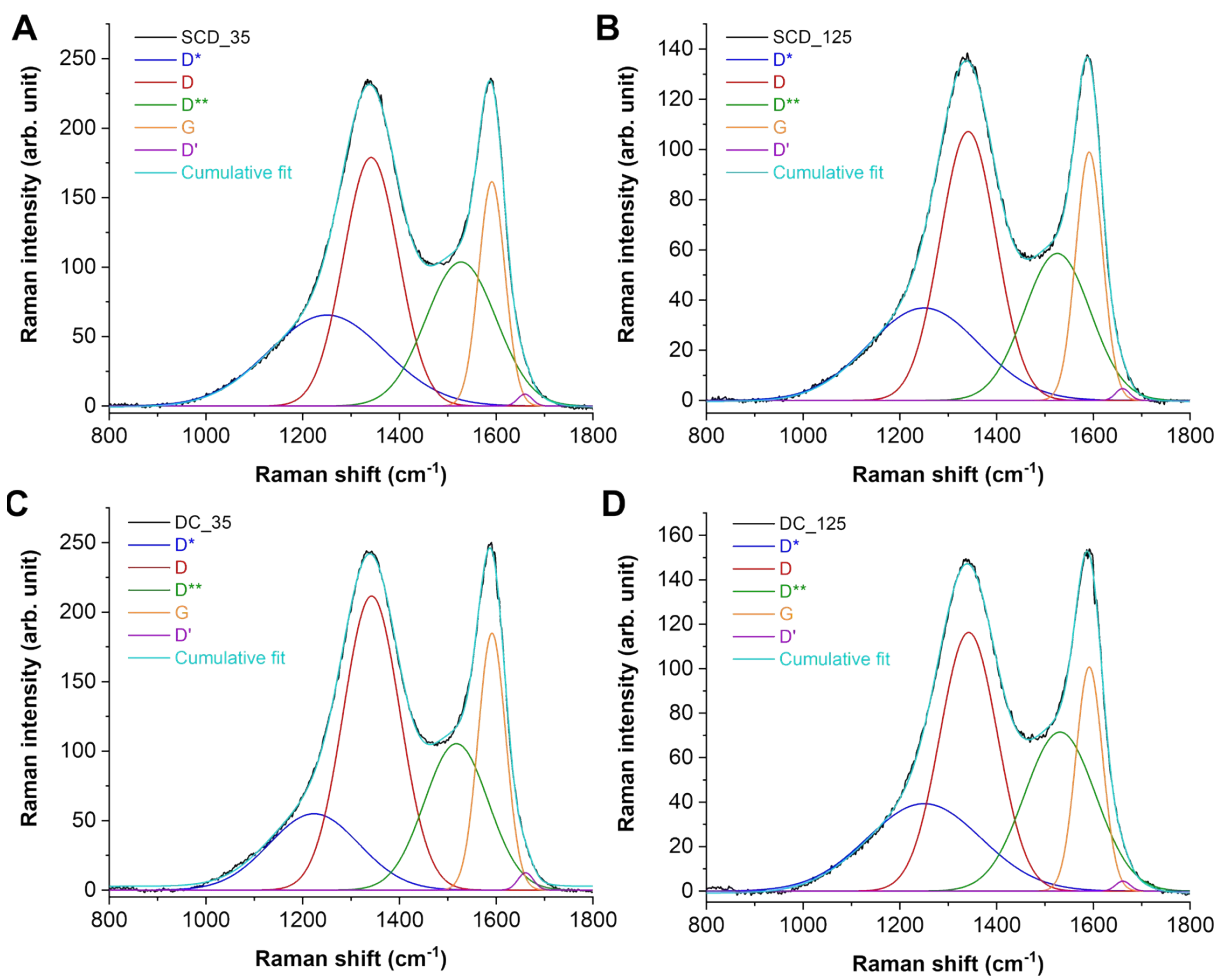 A
SCD_35
D*
D
D**
G
D'
Cumulative fit
Raman intensity (arb. unit)
250
200
150
100
50
0
800 1000 1200 1400 1600 1800
Raman shift (cm-1)
B
SCD_125
D*
D
D**
G
D'
Cumulative fit
Raman intensity (arb. unit)
140
120
100
80
60
40
20
0
800 1000 1200 1400 1600 1800
Raman shift (cm-1)
C
DC_35
D*
D
D**
G
D'
Cumulative fit
Raman intensity (arb. unit)
250
200
150
100
50
0
800 1000 1200 1400 1600 1800
Raman shift (cm-1)
D
DC_125
D*
D
D**
G
D'
Cumulative fit
Raman intensity (arb. unit)
160
140
120
100
80
60
40
20
0
800 1000 1200 1400 1600 1800
Raman shift (cm-1)